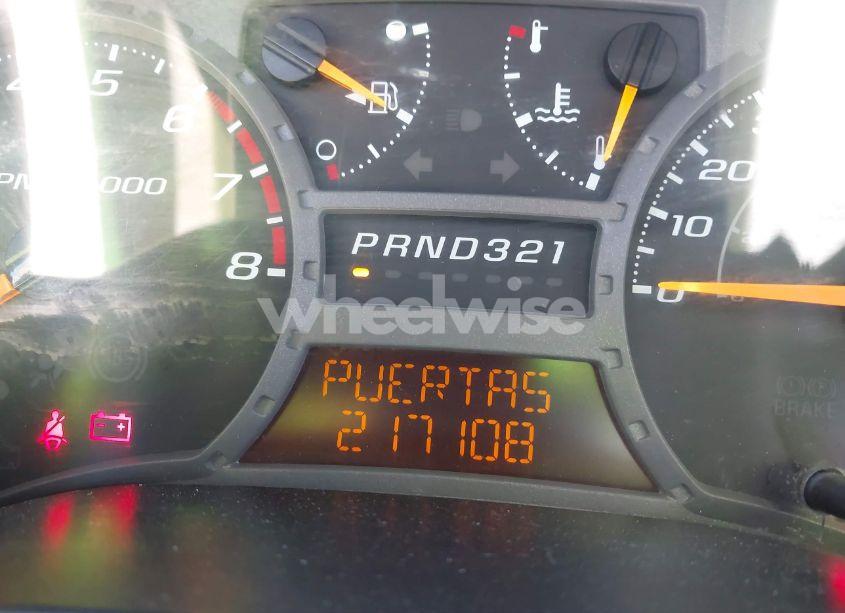 5
6
7
8
20
10
0
PRND321
wheelwise
PUERTAS
217108
BRAKE